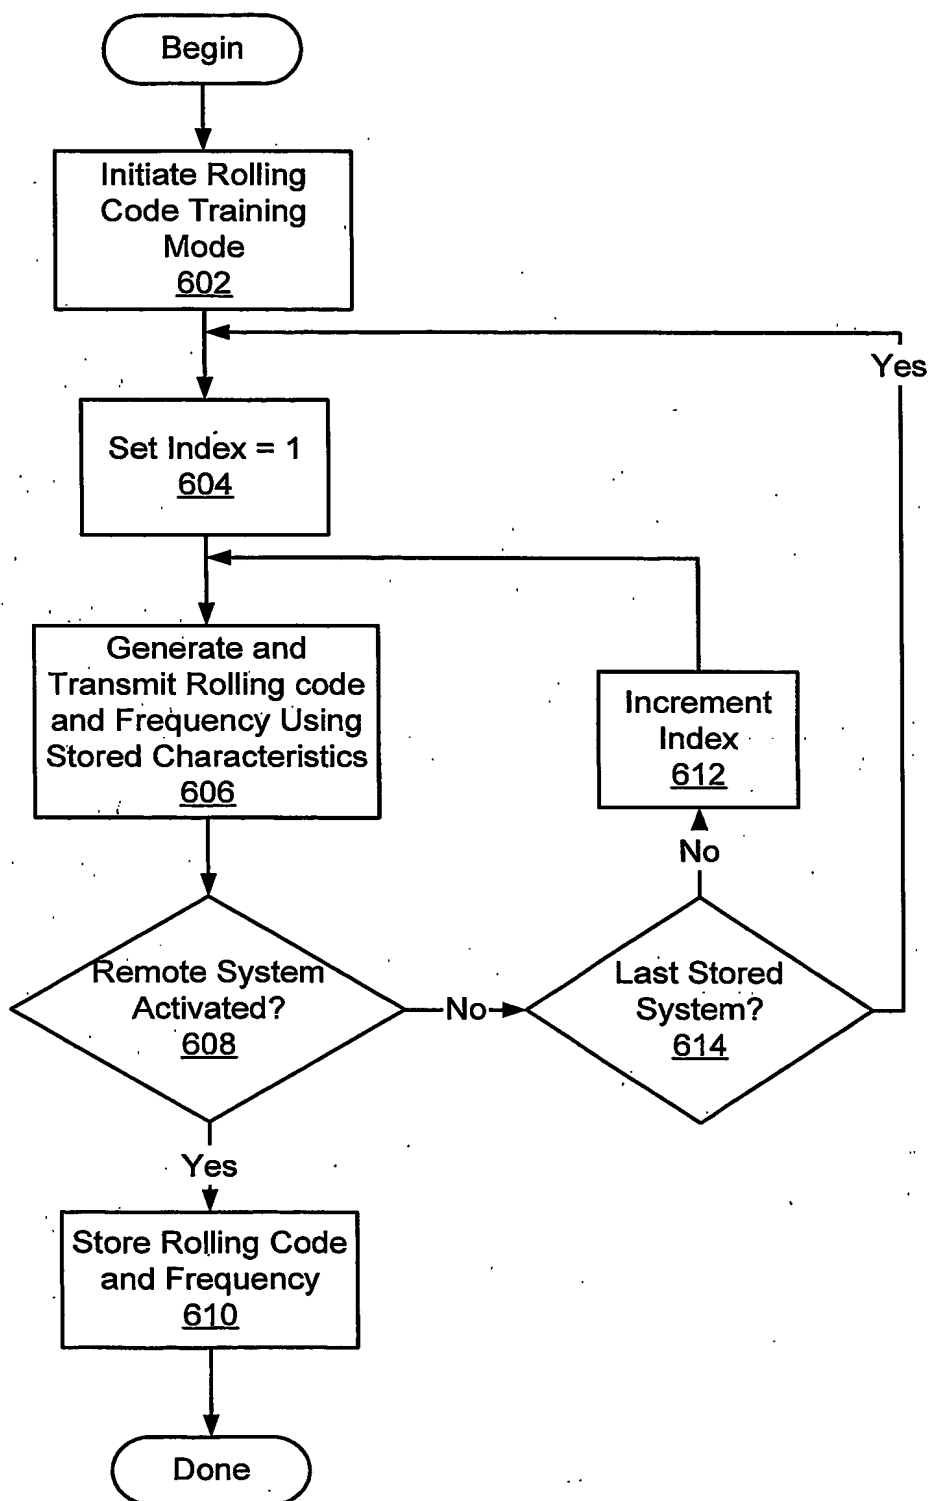 Begin
Initiate Rolling
Code Training
Mode
602
Yes
Set Index = 1
604
Generate and
Transmit Rolling code
and Frequency Using
Stored Characteristics
606
Increment
Index
612
No
Remote System
Activated?
608
No
Last Stored
System?
614
Yes
Store Rolling Code
and Frequency
610
Done